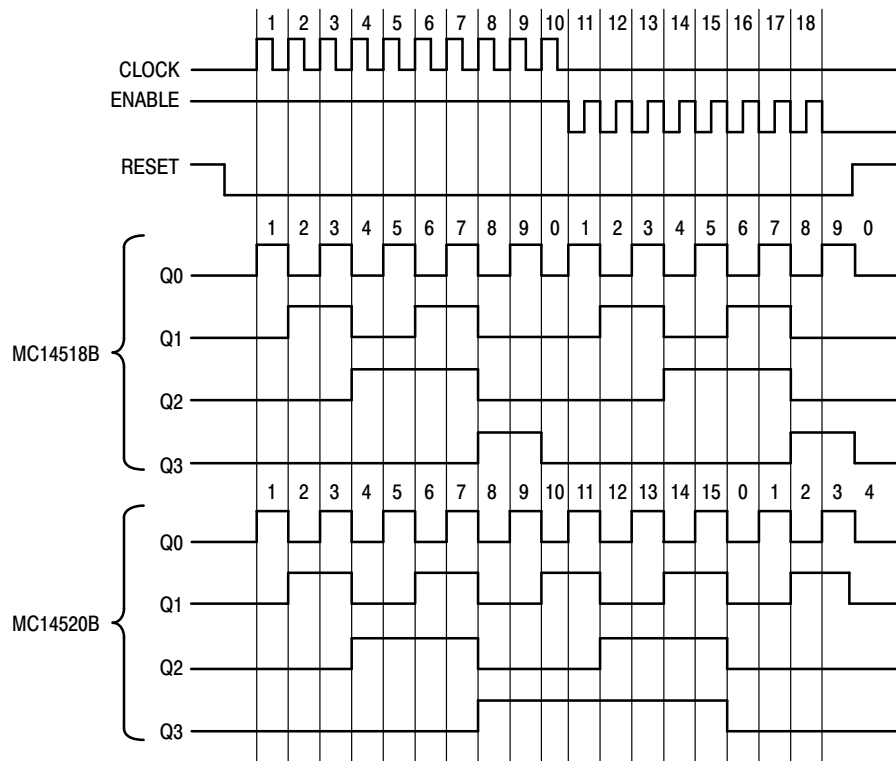 1 2 3 4 5 6 7 8 9 10 11 12 13 14 15 16 17 18
CLOCK
ENABLE
RESET
1 2 3 4 5 6 7 8 9 0 1 2 3 4 5 6 7 8 9 0
Q0
Q1
MC14518B
Q2
Q3
1 2 3 4 5 6 7 8 9 10 11 12 13 14 15 0 1 2 3 4
Q0
Q1
MC14520B
Q2
Q3